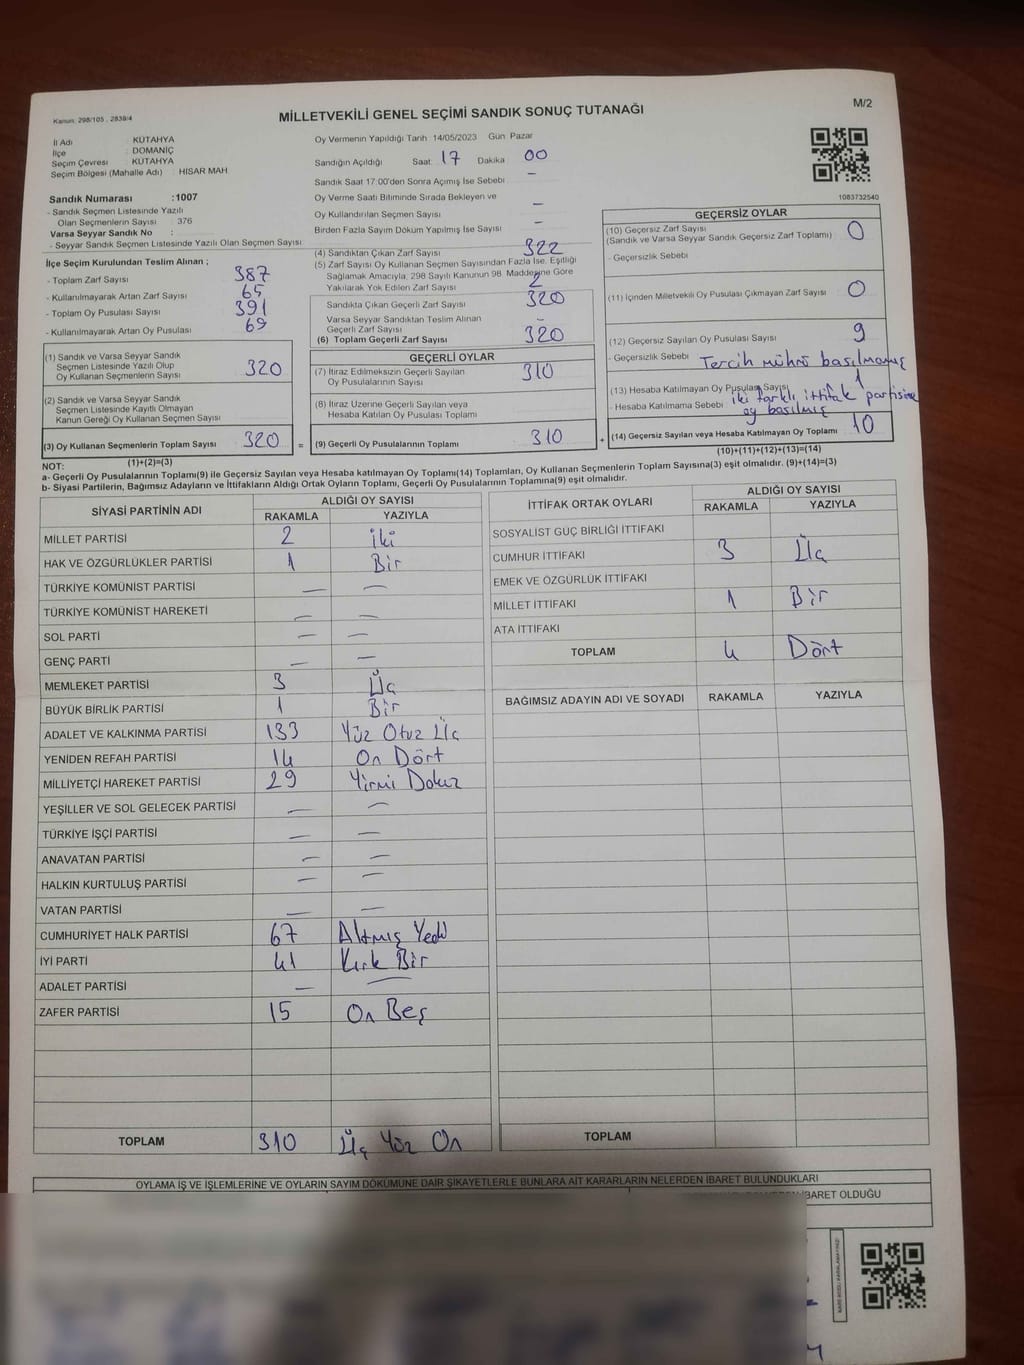 Kanun: 298/105 , 2839/4
MİLLETVEKİLİ GENEL SEÇİMİ SANDIK SONUÇ TUTANAĞI
M/2
İl Adı : KÜTAHYA
İlçe : DOMANİÇ
Seçim Çevresi : KÜTAHYA
Seçim Bölgesi (Mahalle Adı) : HISAR MAH
Sandık Numarası :1007
- Sandık Seçmen Listesinde Yazılı
Olan Seçmenlerin Sayısı : 376
Varsa Seyyar Sandık No :
- Seyyar Sandık Seçmen Listesinde Yazılı Olan Seçmen Sayısı :
Oy Vermenin Yapıldığı Tarih 14/05/2023 Gün Pazar
Sandığın Açıldığı Saat 17 Dakika 00
Sandık Saat 17:00'den Sonra Açımış İse Sebebi –
Oy Verme Saati Bitiminde Sırada Bekleyen ve
Oy Kullandırılan Seçmen Sayısı –
Birden Fazla Sayım Döküm Yapılmış İse Sayısı –
1083732540
İlçe Seçim Kurulundan Teslim Alınan ;
- Toplam Zarf Sayısı 387
- Kullanılmayarak Artan Zarf Sayısı 65
- Toplam Oy Pusulası Sayısı 391
- Kullanılmayarak Artan Oy Pusulası 69
(4) Sandıktan Çıkan Zarf Sayısı 322
(5) Zarf Sayısı Oy Kullanan Seçmen Sayısından Fazla İse, Eşitliği
Sağlamak Amacıyla, 298 Sayılı Kanunun 98. Maddesine Göre
Yakılarak Yok Edilen Zarf Sayısı 2
Sandıkta Çıkan Geçerli Zarf Sayısı 320
Varsa Seyyar Sandıktan Teslim Alınan
Geçerli Zarf Sayısı –
(6) Toplam Geçerli Zarf Sayısı 320
GEÇERSİZ OYLAR
(10) Geçersiz Zarf Sayısı 0
(Sandık ve Varsa Seyyar Sandık Geçersiz Zarf Toplamı)
- Geçersizlik Sebebi
(11) İçinden Milletvekili Oy Pusulası Çıkmayan Zarf Sayısı 0
(12) Geçersiz Sayılan Oy Pusulası Sayısı 9
- Geçersizlik Sebebi Tercih mührü basılmamış
(13) Hesaba Katılmayan Oy Pusulası Sayısı 1
- Hesaba Katılmama Sebebi iki farklı ittifak partisine
oy basılmış
(14) Geçersiz Sayılan veya Hesaba Katılmayan Oy Toplamı 10
(10)+(11)+(12)+(13)=(14)
(1) Sandık ve Varsa Seyyar Sandık
Seçmen Listesinde Yazılı Olup
Oy Kullanan Seçmenlerin Sayısı 320
(2) Sandık ve Varsa Seyyar Sandık
Seçmen Listesinde Kayıtlı Olmayan
Kanun Gereği Oy Kullanan Seçmen Sayısı
(3) Oy Kullanan Seçmenlerin Toplam Sayısı 320 =
(1)+(2)=(3)
GEÇERLİ OYLAR
(7) İtiraz Edilmeksizin Geçerli Sayılan
Oy Pusulalarının Sayısı 310
(8) İtiraz Üzerine Geçerli Sayılan veya
Hesaba Katılan Oy Pusulası Toplamı
(9) Geçerli Oy Pusulalarının Toplamı 310 +
NOT:
a- Geçerli Oy Pusulalarının Toplamı(9) ile Geçersiz Sayılan veya Hesaba katılmayan Oy Toplamı(14) Toplamları, Oy Kullanan Seçmenlerin Toplam Sayısına(3) eşit olmalıdır. (9)+(14)=(3)
b- Siyasi Partilerin, Bağımsız Adayların ve İttifakların Aldığı Ortak Oyların Toplamı, Geçerli Oy Pusulalarının Toplamına(9) eşit olmalıdır.
SİYASİ PARTİNİN ADI ALDIĞI OY SAYISI
RAKAMLA YAZIYLA
MİLLET PARTİSİ 2 İki
HAK VE ÖZGÜRLÜKLER PARTİSİ 1 Bir
TÜRKİYE KOMÜNİST PARTİSİ – –
TÜRKİYE KOMÜNİST HAREKETİ – –
SOL PARTİ – –
GENÇ PARTİ – –
MEMLEKET PARTİSİ 3 Üç
BÜYÜK BİRLİK PARTİSİ 1 Bir
ADALET VE KALKINMA PARTİSİ 133 Yüz Otuz Üç
YENİDEN REFAH PARTİSİ 14 On Dört
MİLLİYETÇİ HAREKET PARTİSİ 29 Yirmi Dokuz
YEŞİLLER VE SOL GELECEK PARTİSİ – –
TÜRKİYE İŞÇİ PARTİSİ – –
ANAVATAN PARTİSİ – –
HALKIN KURTULUŞ PARTİSİ – –
VATAN PARTİSİ – –
CUMHURİYET HALK PARTİSİ 67 Altmış Yedi
İYİ PARTİ 41 Kırk Bir
ADALET PARTİSİ – –
ZAFER PARTİSİ 15 On Beş
TOPLAM 310 Üç Yüz On
İTTİFAK ORTAK OYLARI ALDIĞI OY SAYISI
RAKAMLA YAZIYLA
SOSYALİST GÜÇ BİRLİĞİ İTTİFAKI
CUMHUR İTTİFAKI 3 Üç
EMEK VE ÖZGÜRLÜK İTTİFAKI
MİLLET İTTİFAKI 1 Bir
ATA İTTİFAKI
TOPLAM 4 Dört
BAĞIMSIZ ADAYIN ADI VE SOYADI RAKAMLA YAZIYLA
TOPLAM
OYLAMA İŞ VE İŞLEMLERİNE VE OYLARIN SAYIM DÖKÜMÜNE DAİR ŞİKAYETLERLE BUNLARA AİT KARARLARIN NELERDEN İBARET BULUNDUKLARI
İBARET OLDUĞU